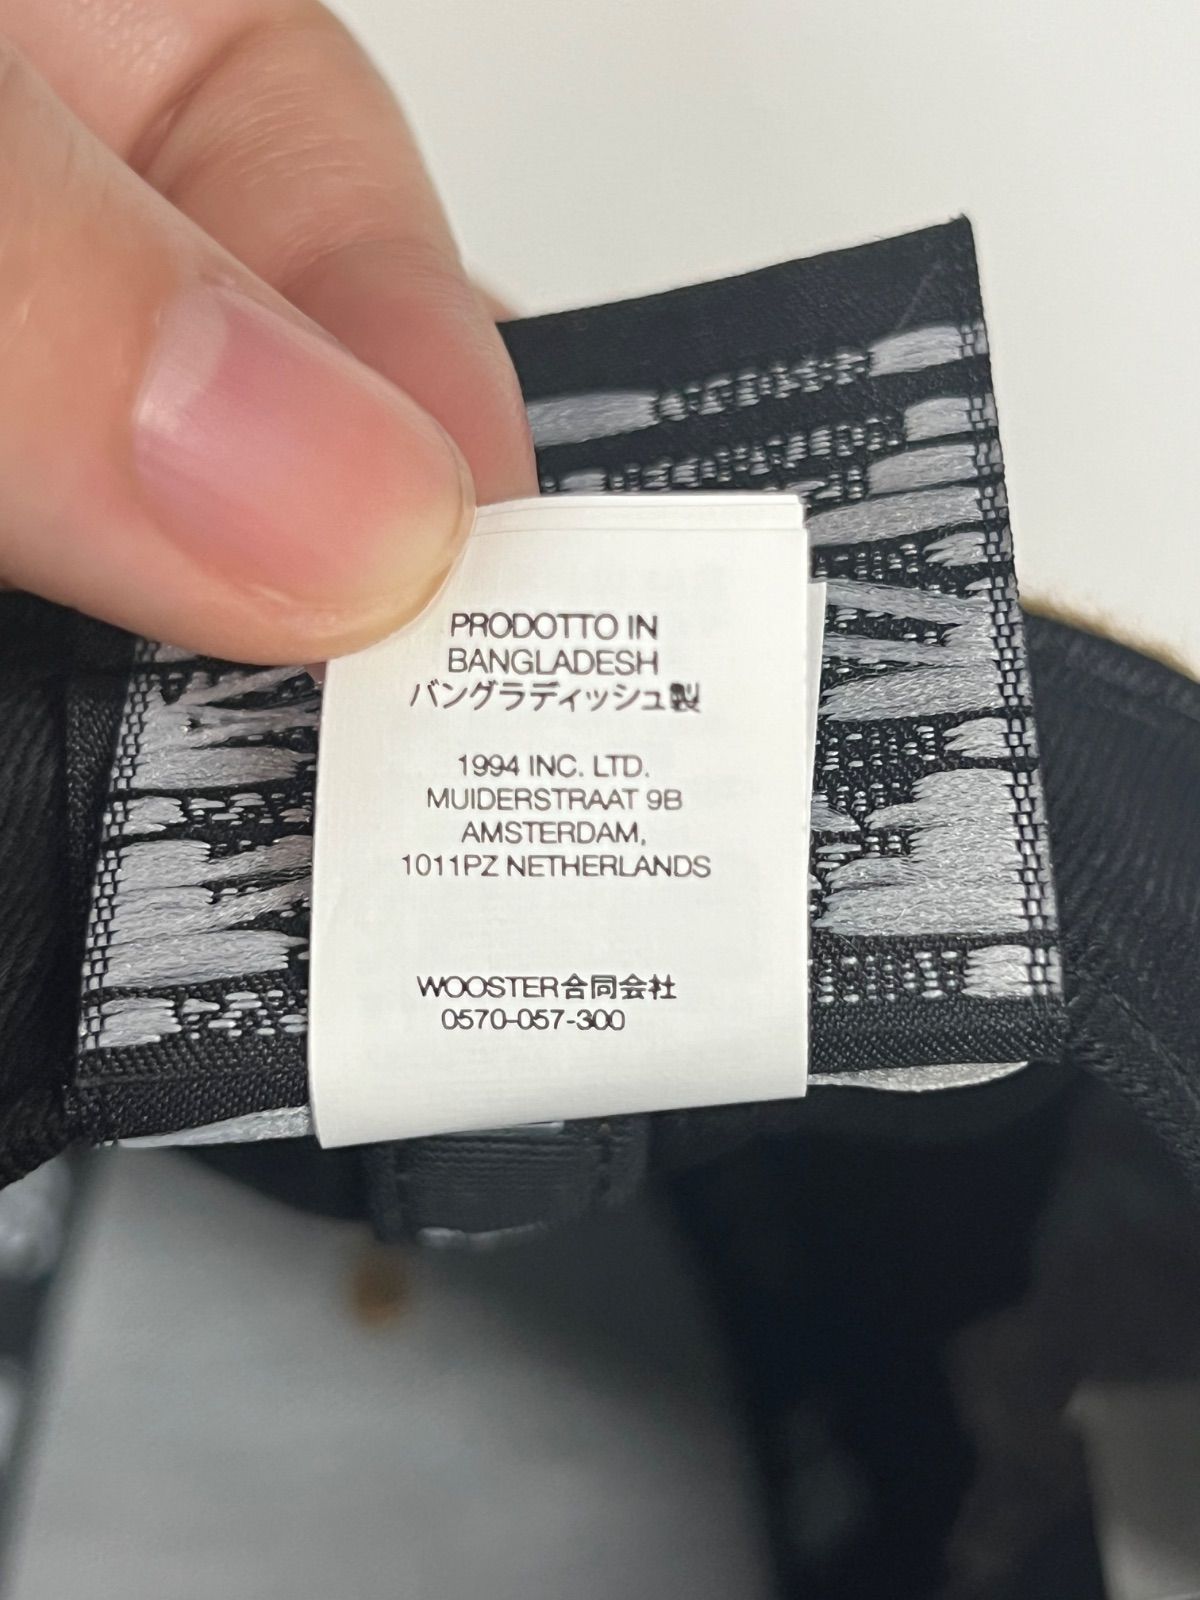 PRODOTTO IN
BANGLADESH
バングラディッシュ製
1994 INC. LTD.
MUIDERSTRAAT 9B
AMSTERDAM,
1011PZ NETHERLANDS
WOOSTER合同会社
0570-057-300